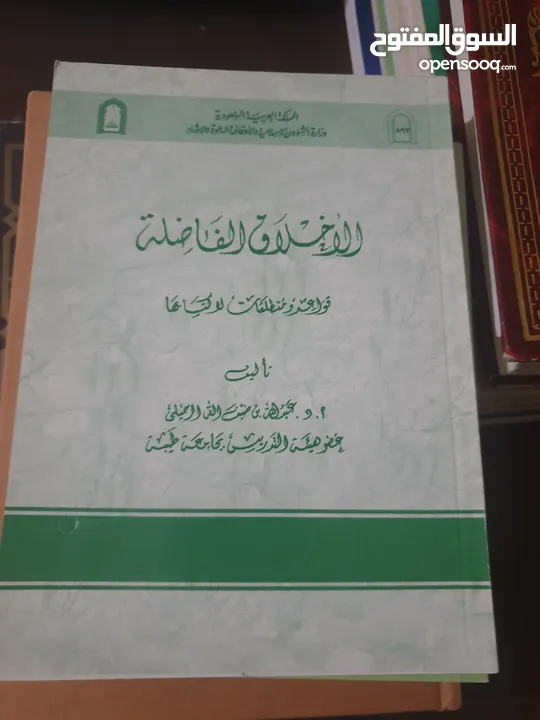 السوق المفتوح
opensooq.com
المملكة العربية السعودية
وزارة الشؤون الإسلامية والأوقاف والدعوة والإرشاد
٨٩٧
الأخلاق الفاضلة
قواعد ومنطلقات لاكتسابها
تأليف
أ. د. عبدالله بن ضيف الله الرحيلي
عضو هيئة التدريس بجامعة طيبة